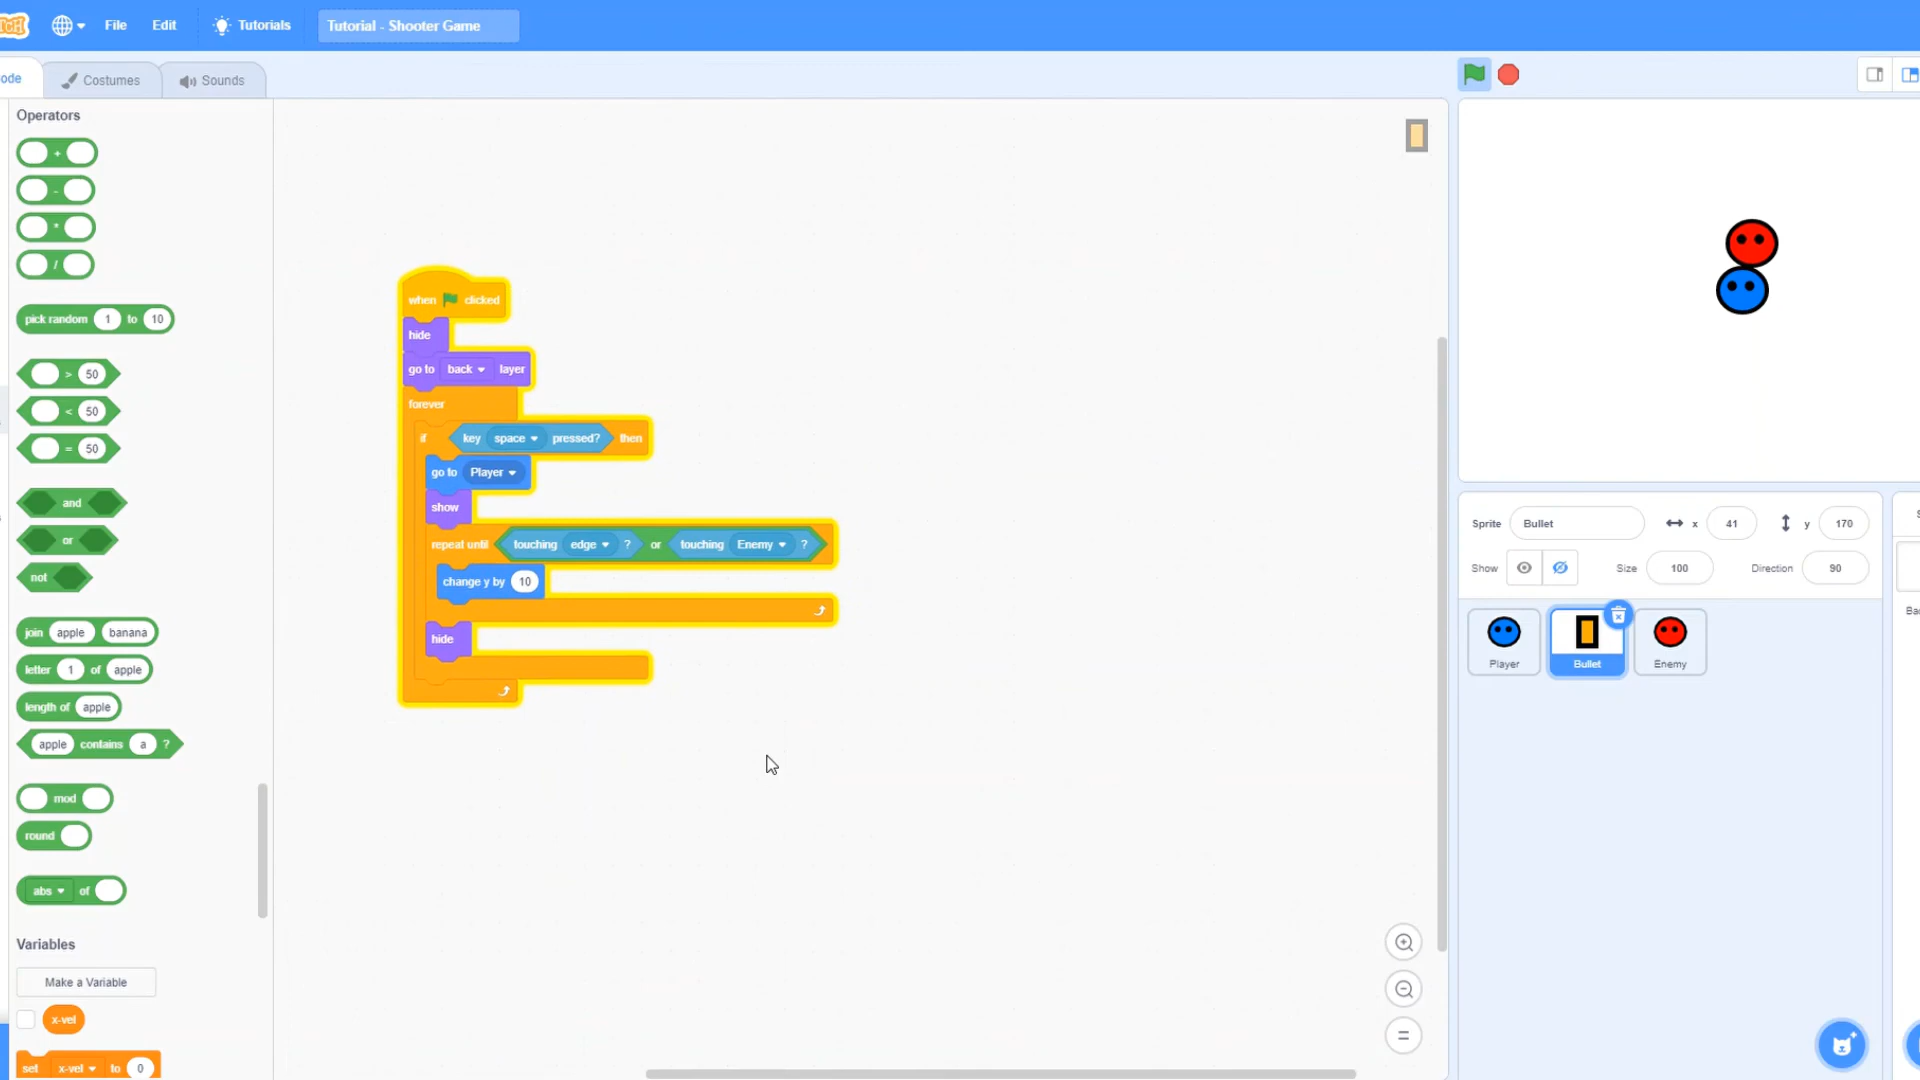 File Edit Tutorials Tutorial - Shooter Game
Costumes Sounds
Operators
+
-
*
/
pick random 1 to 10
> 50
< 50
= 50
and
or
not
join apple banana
letter 1 of apple
length of apple
apple contains a ?
mod
round
abs of
Variables
Make a Variable
x-vel
set x-vel to 0
when clicked
hide
go to back layer
forever
if key space pressed? then
go to Player
show
repeat until touching edge ? or touching Enemy ?
change y by 10
hide
Sprite Bullet x 41 y 170
Show Size 100 Direction 90
Player Bullet Enemy